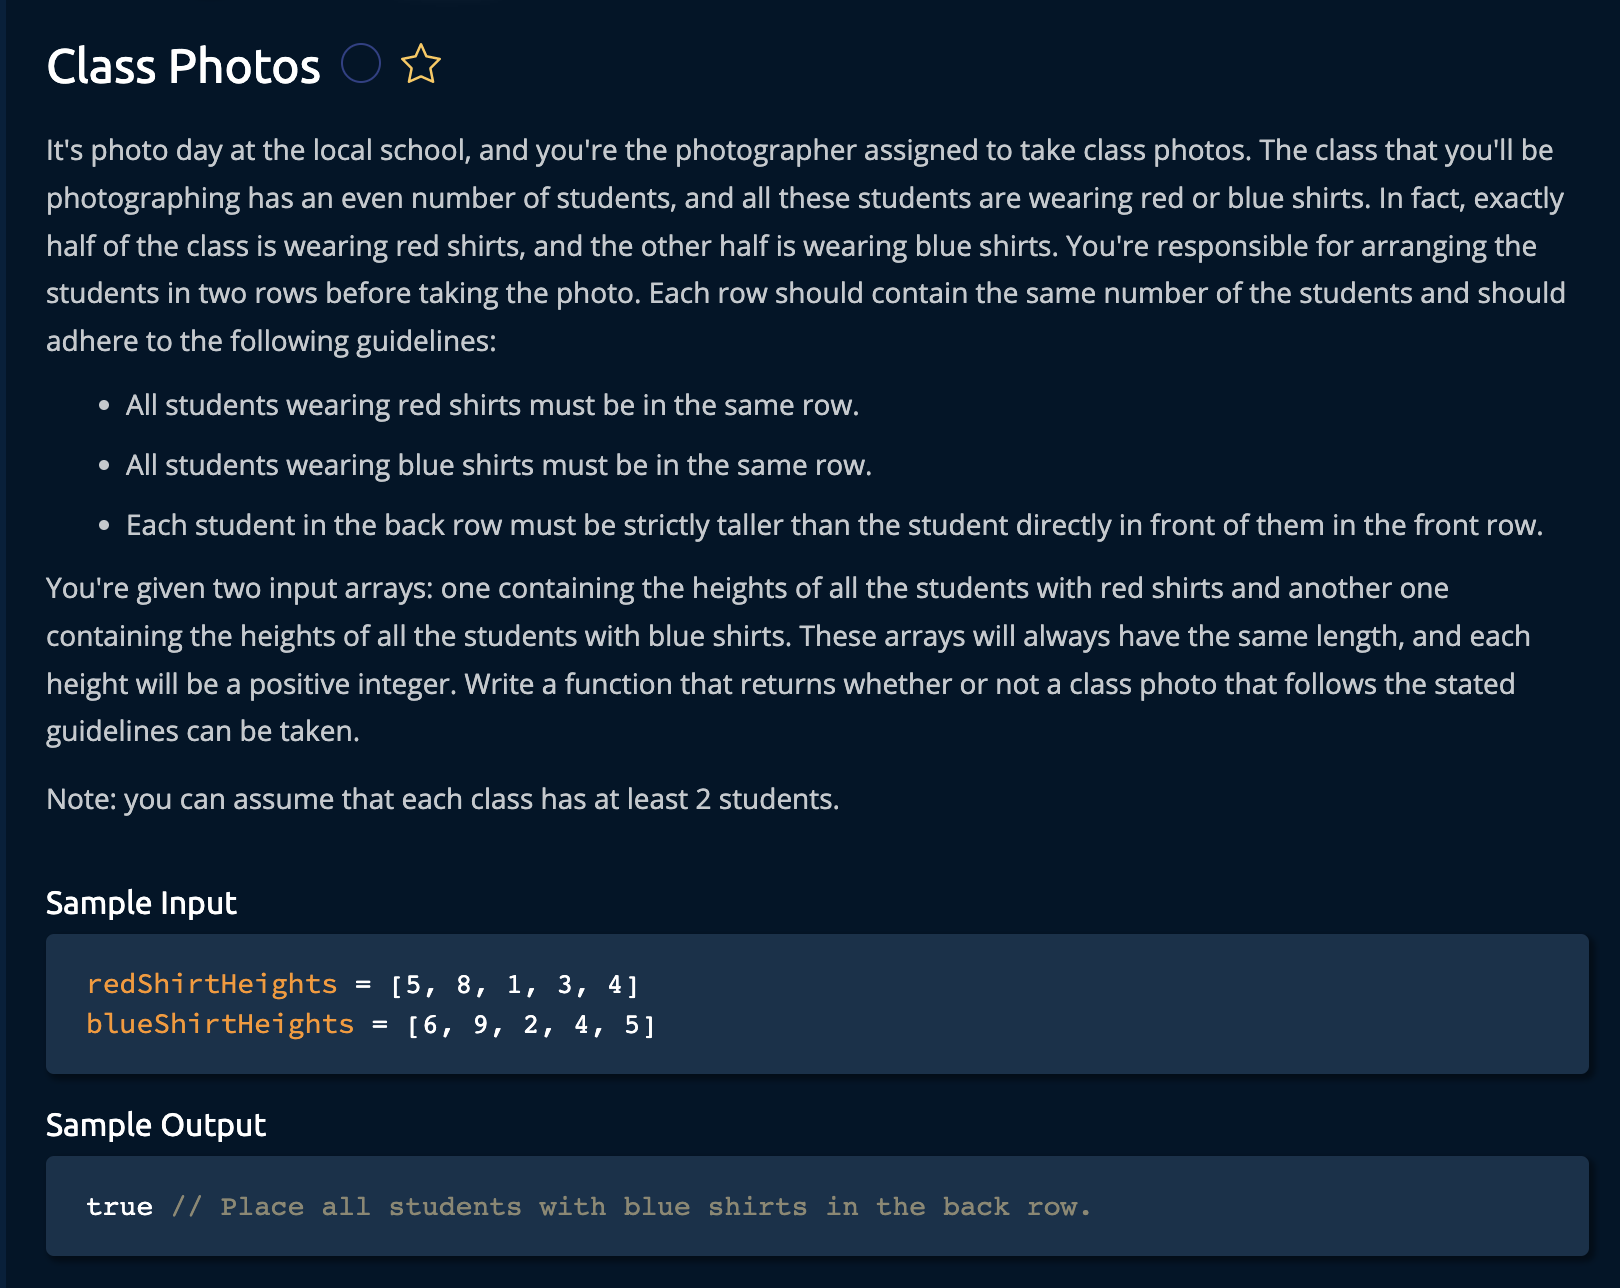 Class Photos
It's photo day at the local school, and you're the photographer assigned to take class photos. The class that you'll be
photographing has an even number of students, and all these students are wearing red or blue shirts. In fact, exactly
half of the class is wearing red shirts, and the other half is wearing blue shirts. You're responsible for arranging the
students in two rows before taking the photo. Each row should contain the same number of the students and should
adhere to the following guidelines:
• All students wearing red shirts must be in the same row.
• All students wearing blue shirts must be in the same row.
• Each student in the back row must be strictly taller than the student directly in front of them in the front row.
You're given two input arrays: one containing the heights of all the students with red shirts and another one
containing the heights of all the students with blue shirts. These arrays will always have the same length, and each
height will be a positive integer. Write a function that returns whether or not a class photo that follows the stated
guidelines can be taken.
Note: you can assume that each class has at least 2 students.
Sample Input
redShirtHeights = [5, 8, 1, 3, 4]
blueShirtHeights = [6, 9, 2, 4, 5]
Sample Output
true // Place all students with blue shirts in the back row.